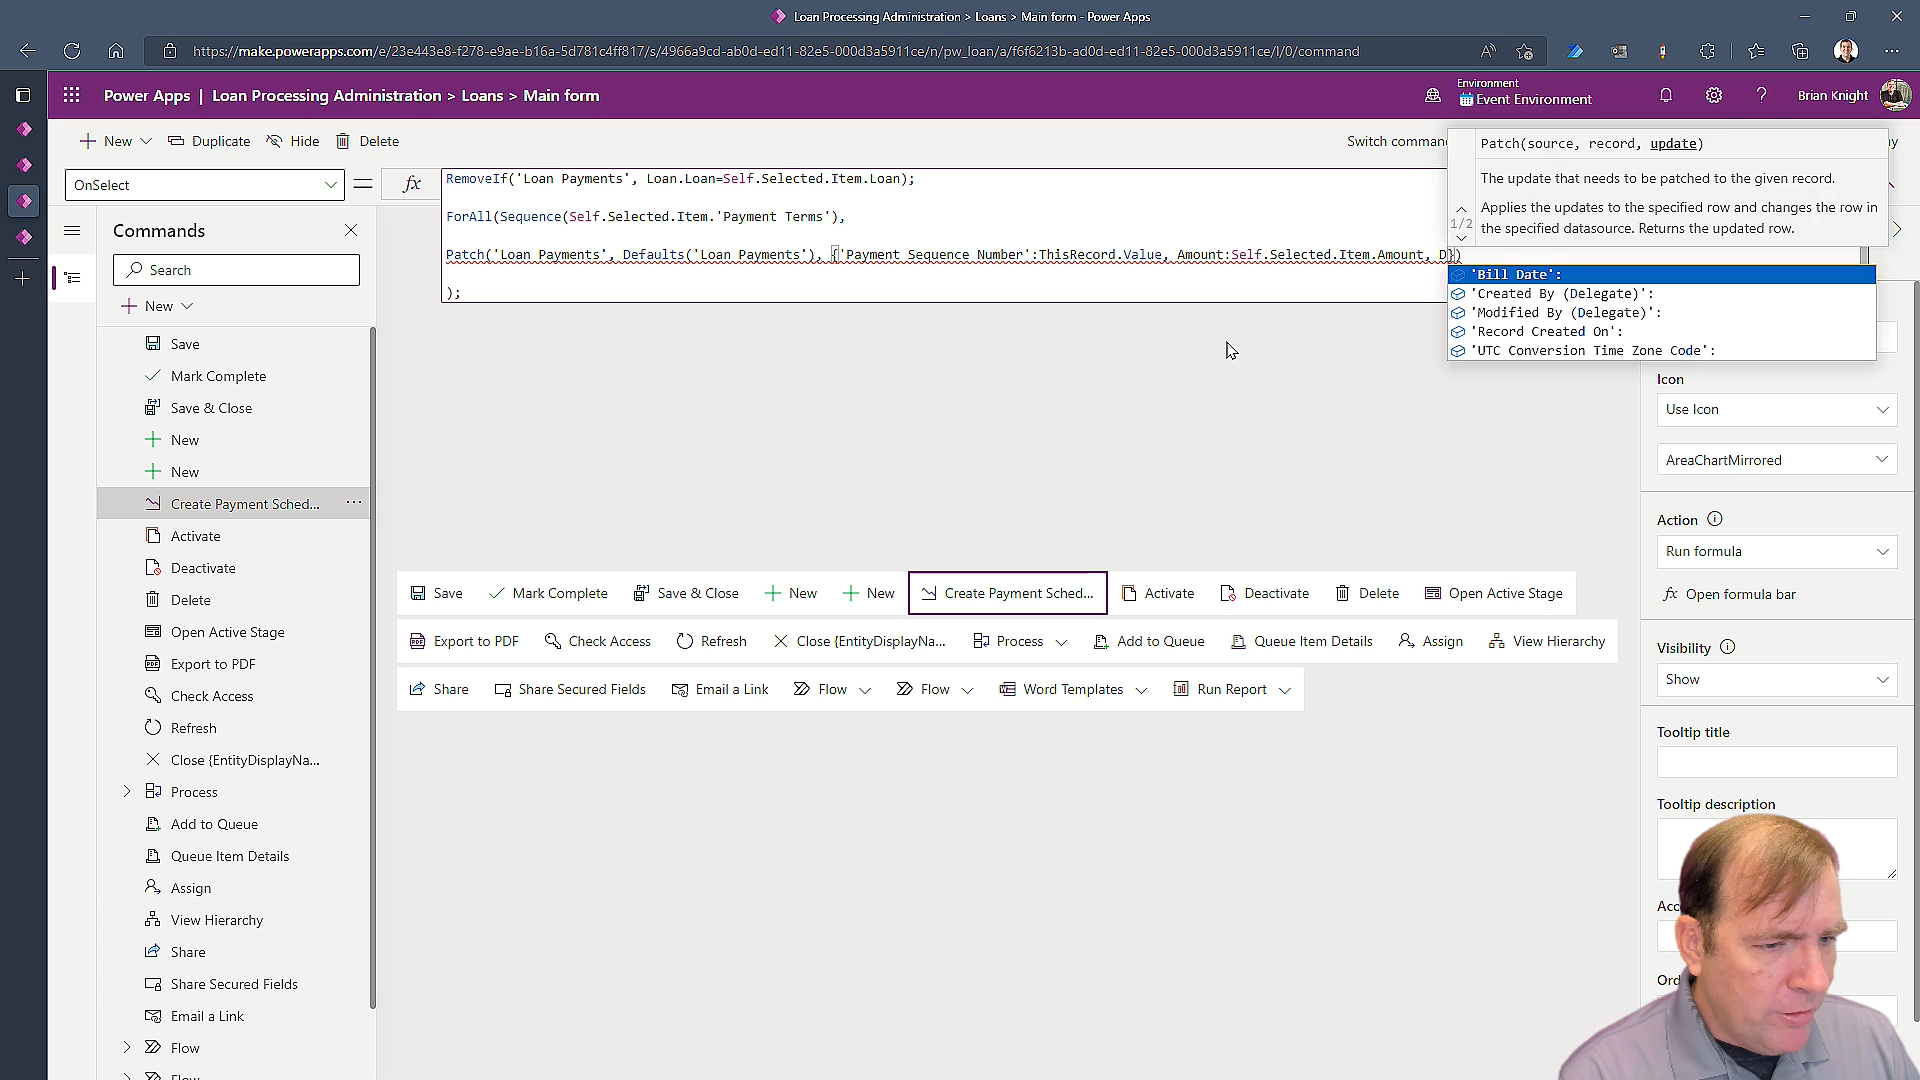 Loan Processing Administration > Loans > Main form - Power Apps
https://make.powerapps.com/e/23e443e8-f278-e9ae-b16a-5d781c4ff817/s/4966a9cd-ab0d-ed11-82e5-000d3a5911ce/n/pw_loan/a/f6f6213b-ad0d-ed11-82e5-000d3a5911ce/l/0/command
Power Apps | Loan Processing Administration > Loans > Main form
Environment
Event Environment
Brian Knight
New
Duplicate
Hide
Delete
Switch comman
y
OnSelect
=
fx
RemoveIf('Loan Payments', Loan.Loan=Self.Selected.Item.Loan);
ForAll(Sequence(Self.Selected.Item.'Payment Terms'),
Patch('Loan Payments', Defaults('Loan Payments'), {'Payment Sequence Number':ThisRecord.Value, Amount:Self.Selected.Item.Amount, D})
);
Patch(source, record, update)
The update that needs to be patched to the given record.
1/2
Applies the updates to the specified row and changes the row in
the specified datasource. Returns the updated row.
'Bill Date':
'Created By (Delegate)':
'Modified By (Delegate)':
'Record Created On':
'UTC Conversion Time Zone Code':
Commands
Search
New
Save
Mark Complete
Save & Close
New
New
Create Payment Sched...
...
Activate
Deactivate
Delete
Open Active Stage
Export to PDF
Check Access
Refresh
Close {EntityDisplayNa...
Process
Add to Queue
Queue Item Details
Assign
View Hierarchy
Share
Share Secured Fields
Email a Link
Flow
Flow
Save
Mark Complete
Save & Close
New
New
Create Payment Sched...
Activate
Deactivate
Delete
Open Active Stage
Export to PDF
Check Access
Refresh
Close {EntityDisplayNa...
Process
Add to Queue
Queue Item Details
Assign
View Hierarchy
Share
Share Secured Fields
Email a Link
Flow
Flow
Word Templates
Run Report
Icon
Use Icon
AreaChartMirrored
Action
Run formula
fx Open formula bar
Visibility
Show
Tooltip title
Tooltip description
Acc
Ord